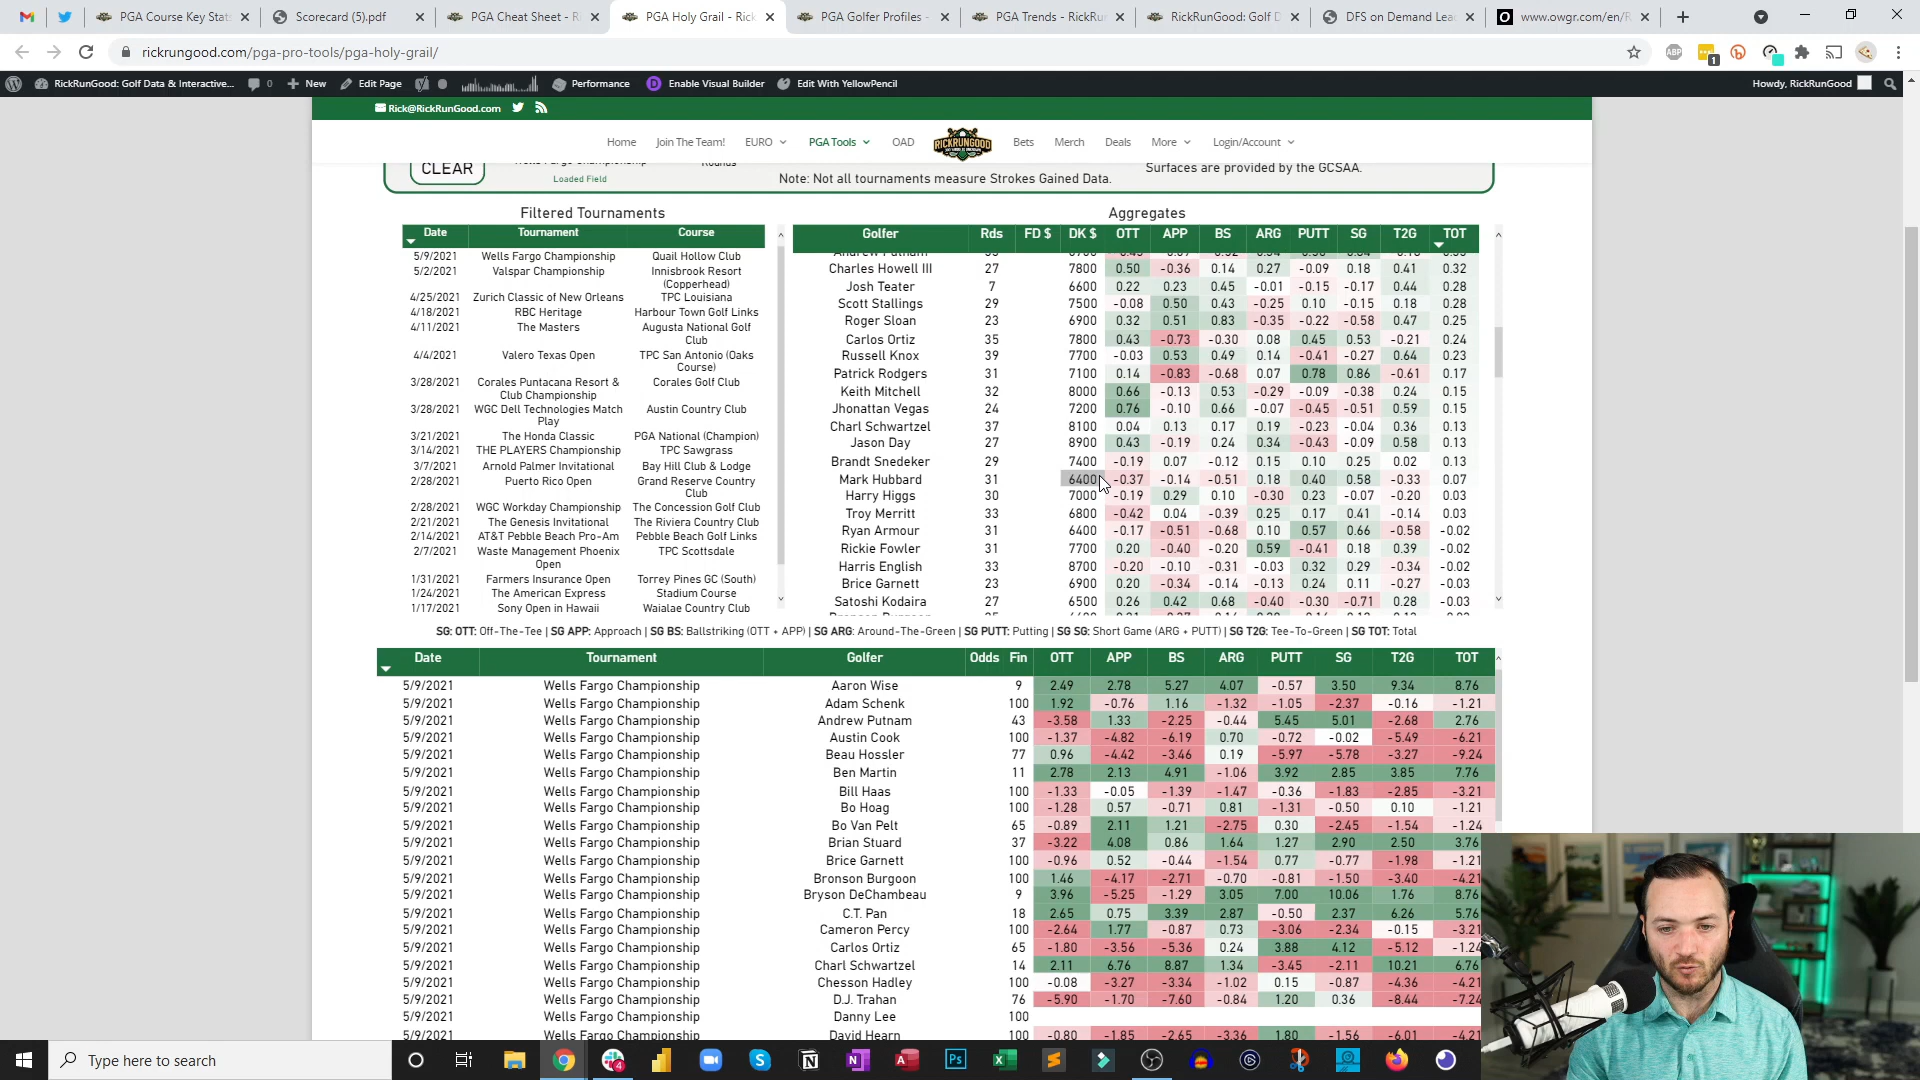 PGA Course Key Stats
Scorecard (5).pdf
PGA Cheat Sheet - Ri
PGA Holy Grail - Rick
PGA Golfer Profiles -
PGA Trends - RickRun
RickRunGood: Golf D
DFS on Demand Lea
www.owgr.com/en/R
rickrungood.com/pga-pro-tools/pga-holy-grail/
RickRunGood: Golf Data & Interactive... 0 New Edit Page Performance Enable Visual Builder Edit With YellowPencil Howdy, RickRunGood
Rick@RickRunGood.com
Home Join The Team! EURO PGA Tools OAD RICKRUNGOOD Bets Merch Deals More Login/Account
CLEAR
Loaded Field
Note: Not all tournaments measure Strokes Gained Data.
Surfaces are provided by the GCSAA.
Filtered Tournaments
Date Tournament Course
5/9/2021 Wells Fargo Championship Quail Hollow Club
5/2/2021 Valspar Championship Innisbrook Resort
(Copperhead)
4/25/2021 Zurich Classic of New Orleans TPC Louisiana
4/18/2021 RBC Heritage Harbour Town Golf Links
4/11/2021 The Masters Augusta National Golf
Club
4/4/2021 Valero Texas Open TPC San Antonio (Oaks
Course)
3/28/2021 Corales Puntacana Resort & Corales Golf Club
Club Championship
3/28/2021 WGC Dell Technologies Match Austin Country Club
Play
3/21/2021 The Honda Classic PGA National (Champion)
3/14/2021 THE PLAYERS Championship TPC Sawgrass
3/7/2021 Arnold Palmer Invitational Bay Hill Club & Lodge
2/28/2021 Puerto Rico Open Grand Reserve Country
Club
2/28/2021 WGC Workday Championship The Concession Golf Club
2/21/2021 The Genesis Invitational The Riviera Country Club
2/14/2021 AT&T Pebble Beach Pro-Am Pebble Beach Golf Links
2/7/2021 Waste Management Phoenix TPC Scottsdale
Open
1/31/2021 Farmers Insurance Open Torrey Pines GC (South)
1/24/2021 The American Express Stadium Course
1/17/2021 Sony Open in Hawaii Waialae Country Club
Aggregates
Golfer Rds FD $ DK $ OTT APP BS ARG PUTT SG T2G TOT
Charles Howell III 27 7800 0.50 -0.36 0.14 0.27 -0.09 0.18 0.41 0.32
Josh Teater 7 6600 0.22 0.23 0.45 -0.01 -0.15 -0.17 0.44 0.28
Scott Stallings 29 7500 -0.08 0.50 0.43 -0.25 0.10 -0.15 0.18 0.28
Roger Sloan 23 6900 0.32 0.51 0.83 -0.35 -0.22 -0.58 0.47 0.25
Carlos Ortiz 35 7800 0.43 -0.73 -0.30 0.08 0.45 0.53 -0.21 0.24
Russell Knox 39 7700 -0.03 0.53 0.49 0.14 -0.41 -0.27 0.64 0.23
Patrick Rodgers 31 7100 0.14 -0.83 -0.68 0.07 0.78 0.86 -0.61 0.17
Keith Mitchell 32 8000 0.66 -0.13 0.53 -0.29 -0.09 -0.38 0.24 0.15
Jhonattan Vegas 24 7200 0.76 -0.10 0.66 -0.07 -0.45 -0.51 0.59 0.15
Charl Schwartzel 37 8100 0.04 0.13 0.17 0.19 -0.23 -0.04 0.36 0.13
Jason Day 27 8900 0.43 -0.19 0.24 0.34 -0.43 -0.09 0.58 0.13
Brandt Snedeker 29 7400 -0.19 0.07 -0.12 0.15 0.10 0.25 0.02 0.13
Mark Hubbard 31 6400 -0.37 -0.14 -0.51 0.18 0.40 0.58 -0.33 0.07
Harry Higgs 30 7000 -0.19 0.29 0.10 -0.30 0.23 -0.07 -0.20 0.03
Troy Merritt 33 6800 -0.42 0.04 -0.39 0.25 0.17 0.41 -0.14 0.03
Ryan Armour 31 6400 -0.17 -0.51 -0.68 0.10 0.57 0.66 -0.58 -0.02
Rickie Fowler 31 7700 0.20 -0.40 -0.20 0.59 -0.41 0.18 0.39 -0.02
Harris English 33 8700 -0.20 -0.10 -0.31 -0.03 0.32 0.29 -0.34 -0.02
Brice Garnett 23 6900 0.20 -0.34 -0.14 -0.13 0.24 0.11 -0.27 -0.03
Satoshi Kodaira 27 6500 0.26 0.42 0.68 -0.40 -0.30 -0.71 0.28 -0.03
SG: OTT: Off-The-Tee | SG APP: Approach | SG BS: Ballstriking (OTT + APP) | SG ARG: Around-The-Green | SG PUTT: Putting | SG SG: Short Game (ARG + PUTT) | SG T2G: Tee-To-Green | SG TOT: Total
Date Tournament Golfer Odds Fin OTT APP BS ARG PUTT SG T2G TOT
5/9/2021 Wells Fargo Championship Aaron Wise 9 2.49 2.78 5.27 4.07 -0.57 3.50 9.34 8.76
5/9/2021 Wells Fargo Championship Adam Schenk 100 1.92 -0.76 1.16 -1.32 -1.05 -2.37 -0.16 -1.21
5/9/2021 Wells Fargo Championship Andrew Putnam 43 -3.58 1.33 -2.25 -0.44 5.45 5.01 -2.68 2.76
5/9/2021 Wells Fargo Championship Austin Cook 100 -1.37 -4.82 -6.19 0.70 -0.72 -0.02 -5.49 -6.21
5/9/2021 Wells Fargo Championship Beau Hossler 77 0.96 -4.42 -3.46 0.19 -5.97 -5.78 -3.27 -9.24
5/9/2021 Wells Fargo Championship Ben Martin 11 2.78 2.13 4.91 -1.06 3.92 2.85 3.85 7.76
5/9/2021 Wells Fargo Championship Bill Haas 100 -1.33 -0.05 -1.39 -1.47 -0.36 -1.83 -2.85 -3.21
5/9/2021 Wells Fargo Championship Bo Hoag 100 -1.28 0.57 -0.71 0.81 -1.31 -0.50 0.10 -1.21
5/9/2021 Wells Fargo Championship Bo Van Pelt 65 -0.89 2.11 1.21 -2.75 0.30 -2.45 -1.54 -1.24
5/9/2021 Wells Fargo Championship Brian Stuard 37 -3.22 4.08 0.86 1.64 1.27 2.90 2.50 3.76
5/9/2021 Wells Fargo Championship Brice Garnett 100 -0.96 0.52 -0.44 -1.54 0.77 -0.77 -1.98 -1.21
5/9/2021 Wells Fargo Championship Bronson Burgoon 100 1.46 -4.17 -2.71 -0.70 -0.81 -1.50 -3.40 -4.21
5/9/2021 Wells Fargo Championship Bryson DeChambeau 9 3.96 -5.25 -1.29 3.05 7.00 10.06 1.76 8.76
5/9/2021 Wells Fargo Championship C.T. Pan 18 2.65 0.75 3.39 2.87 -0.50 2.37 6.26 5.76
5/9/2021 Wells Fargo Championship Cameron Percy 100 -2.64 1.77 -0.87 0.73 -3.06 -2.34 -0.15 -3.21
5/9/2021 Wells Fargo Championship Carlos Ortiz 65 -1.80 -3.56 -5.36 0.24 3.88 4.12 -5.12 -1.24
5/9/2021 Wells Fargo Championship Charl Schwartzel 14 2.11 6.76 8.87 1.34 -3.45 -2.11 10.21 6.76
5/9/2021 Wells Fargo Championship Chesson Hadley 100 -0.08 -3.27 -3.34 -1.02 0.15 -0.87 -4.36 -4.21
5/9/2021 Wells Fargo Championship D.J. Trahan 76 -5.90 -1.70 -7.60 -0.84 1.20 0.36 -8.44 -7.24
5/9/2021 Wells Fargo Championship Danny Lee 100
5/9/2021 Wells Fargo Championship David Hearn 100 -0.80 -1.85 -2.65 -3.36 1.80 -1.56 -6.01 -4.21
Type here to search